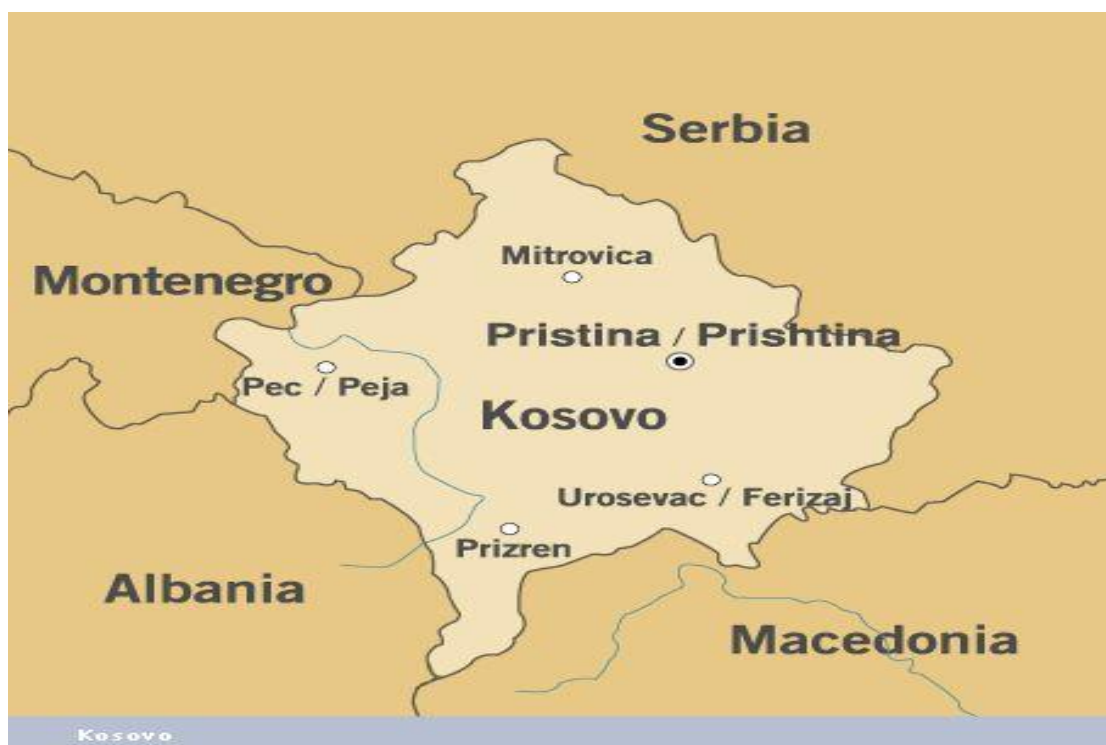 Serbia
Mitrovica
Montenegro
Pristina / Prishtina
Pec / Peja
Kosovo
Urosevac / Ferizaj
Prizren
Albania
Macedonia
Kosovo